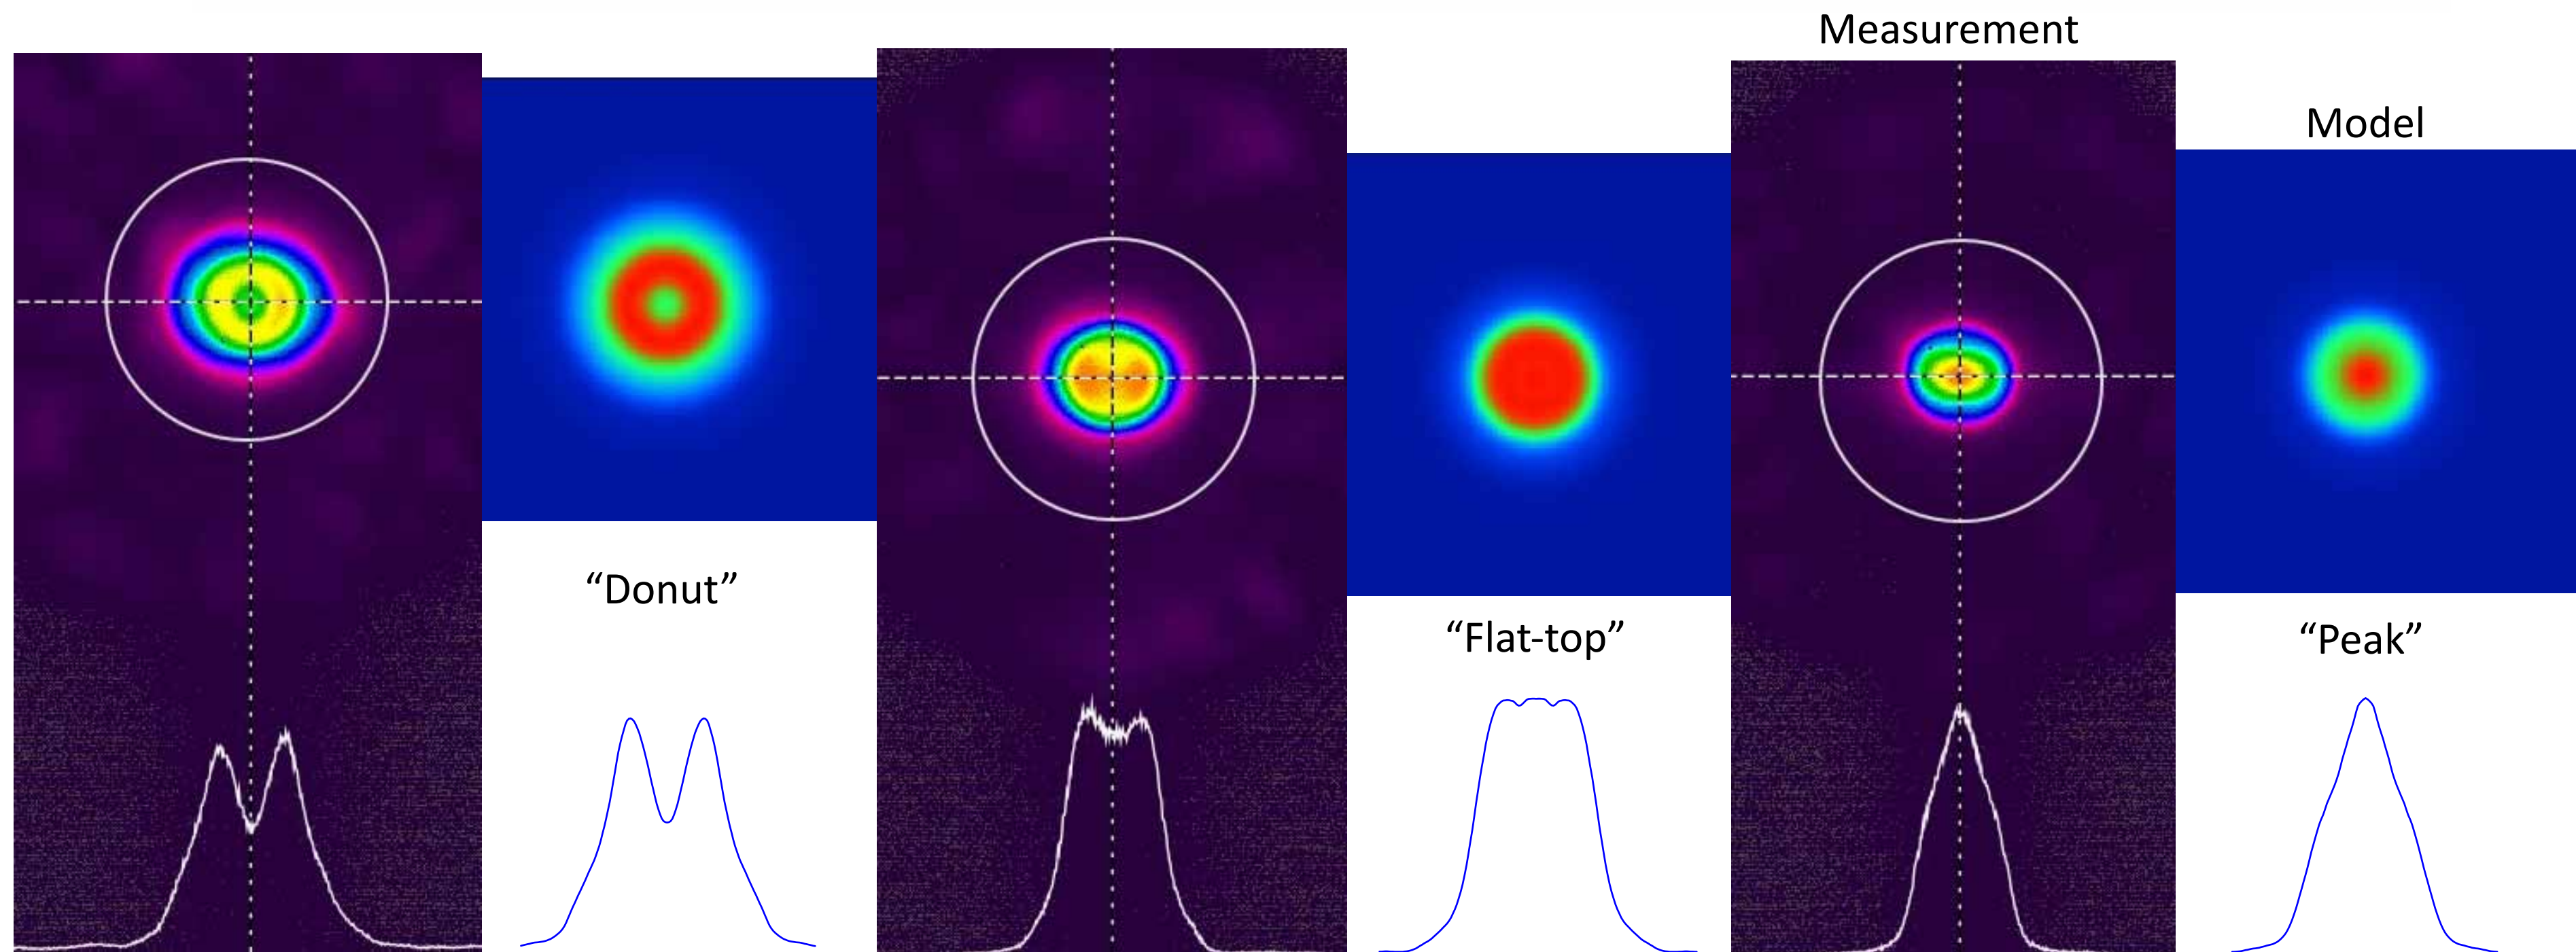 Measurement
Model
“Donut”
“Flat-top”
“Peak”